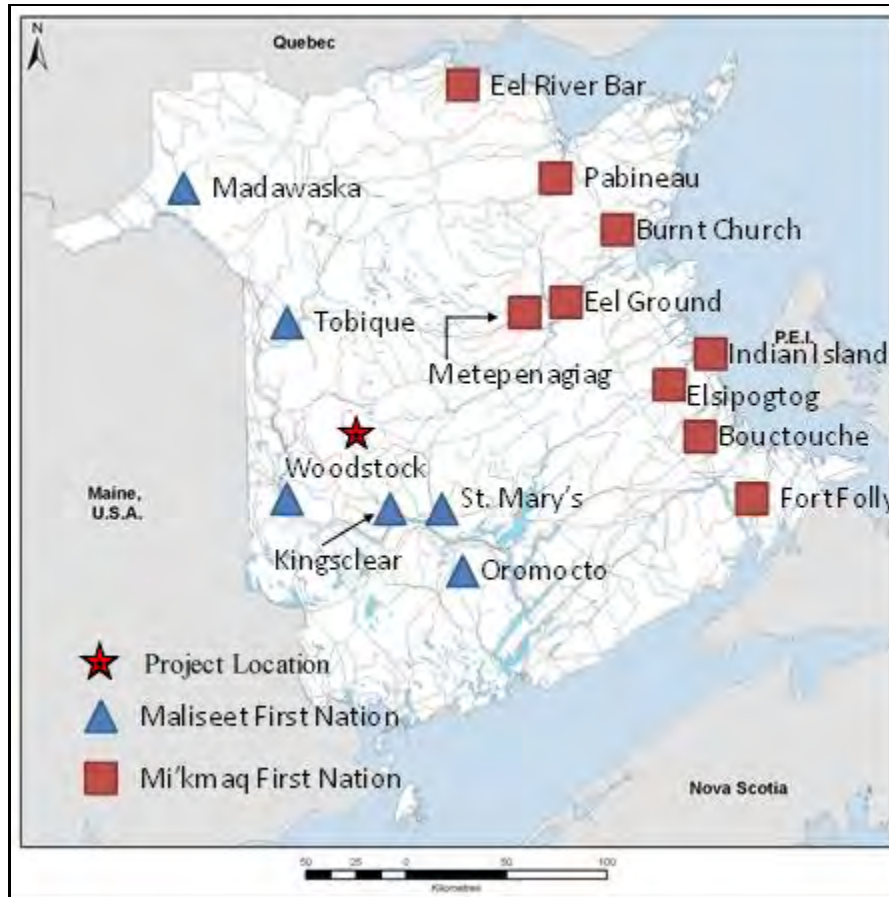 N
Quebec
Eel River Bar
Madawaska
Pabineau
Burnt Church
Eel Ground
Tobique
P.E.I.
Indian Island
Metepenagiag
Elsipogtog
Bouctouche
Woodstock
Maine,
U.S.A.
St. Mary's
Fort Folly
Kingsclear
Oromocto
Project Location
Maliseet First Nation
Mi'kmaq First Nation
Nova Scotia
50 25 0 50 100
Kilometres